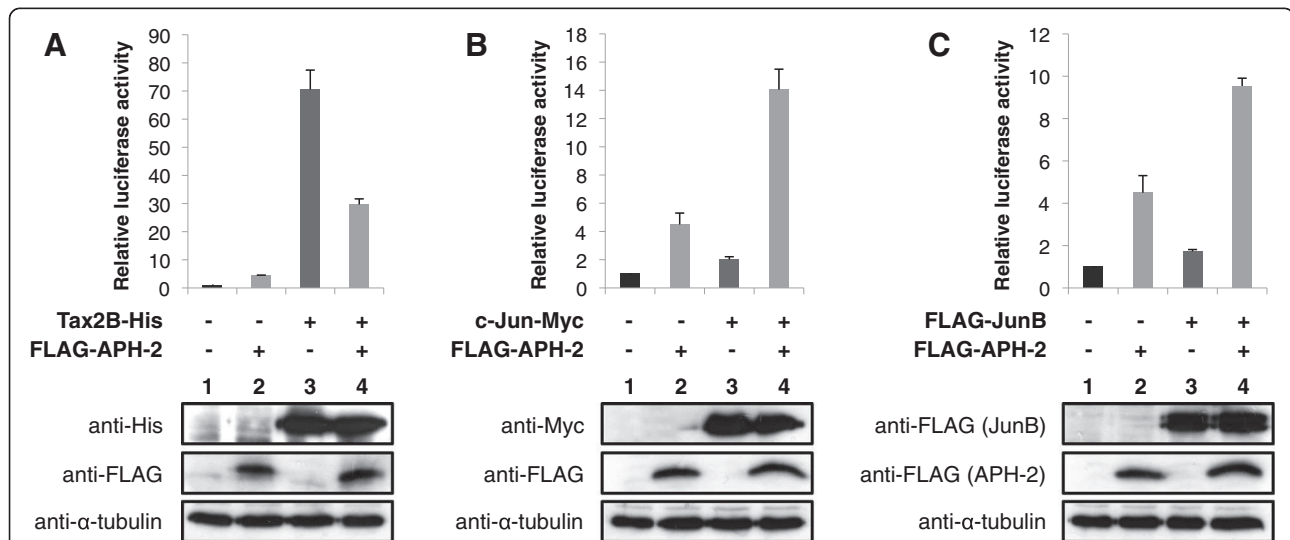 A
Relative luciferase activity
90
80
70
60
50
40
30
20
10
0
Tax2B-His - - + +
FLAG-APH-2 - + - +
1 2 3 4
anti-His
anti-FLAG
anti-α-tubulin
B
Relative luciferase activity
18
16
14
12
10
8
6
4
2
0
c-Jun-Myc - - + +
FLAG-APH-2 - + - +
1 2 3 4
anti-Myc
anti-FLAG
anti-α-tubulin
C
Relative luciferase activity
12
10
8
6
4
2
0
FLAG-JunB - - + +
FLAG-APH-2 - + - +
1 2 3 4
anti-FLAG (JunB)
anti-FLAG (APH-2)
anti-α-tubulin